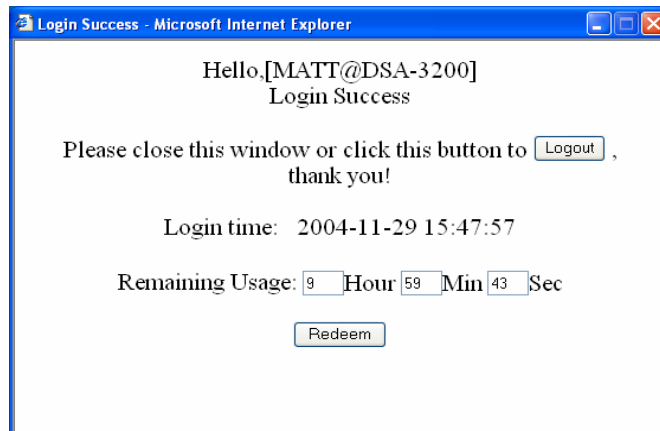 Login Success - Microsoft Internet Explorer
Hello,[MATT@DSA-3200]
Login Success
Please close this window or click this button to Logout ,
thank you!
Login time: 2004-11-29 15:47:57
Remaining Usage: 9 Hour 59 Min 43 Sec
Redeem